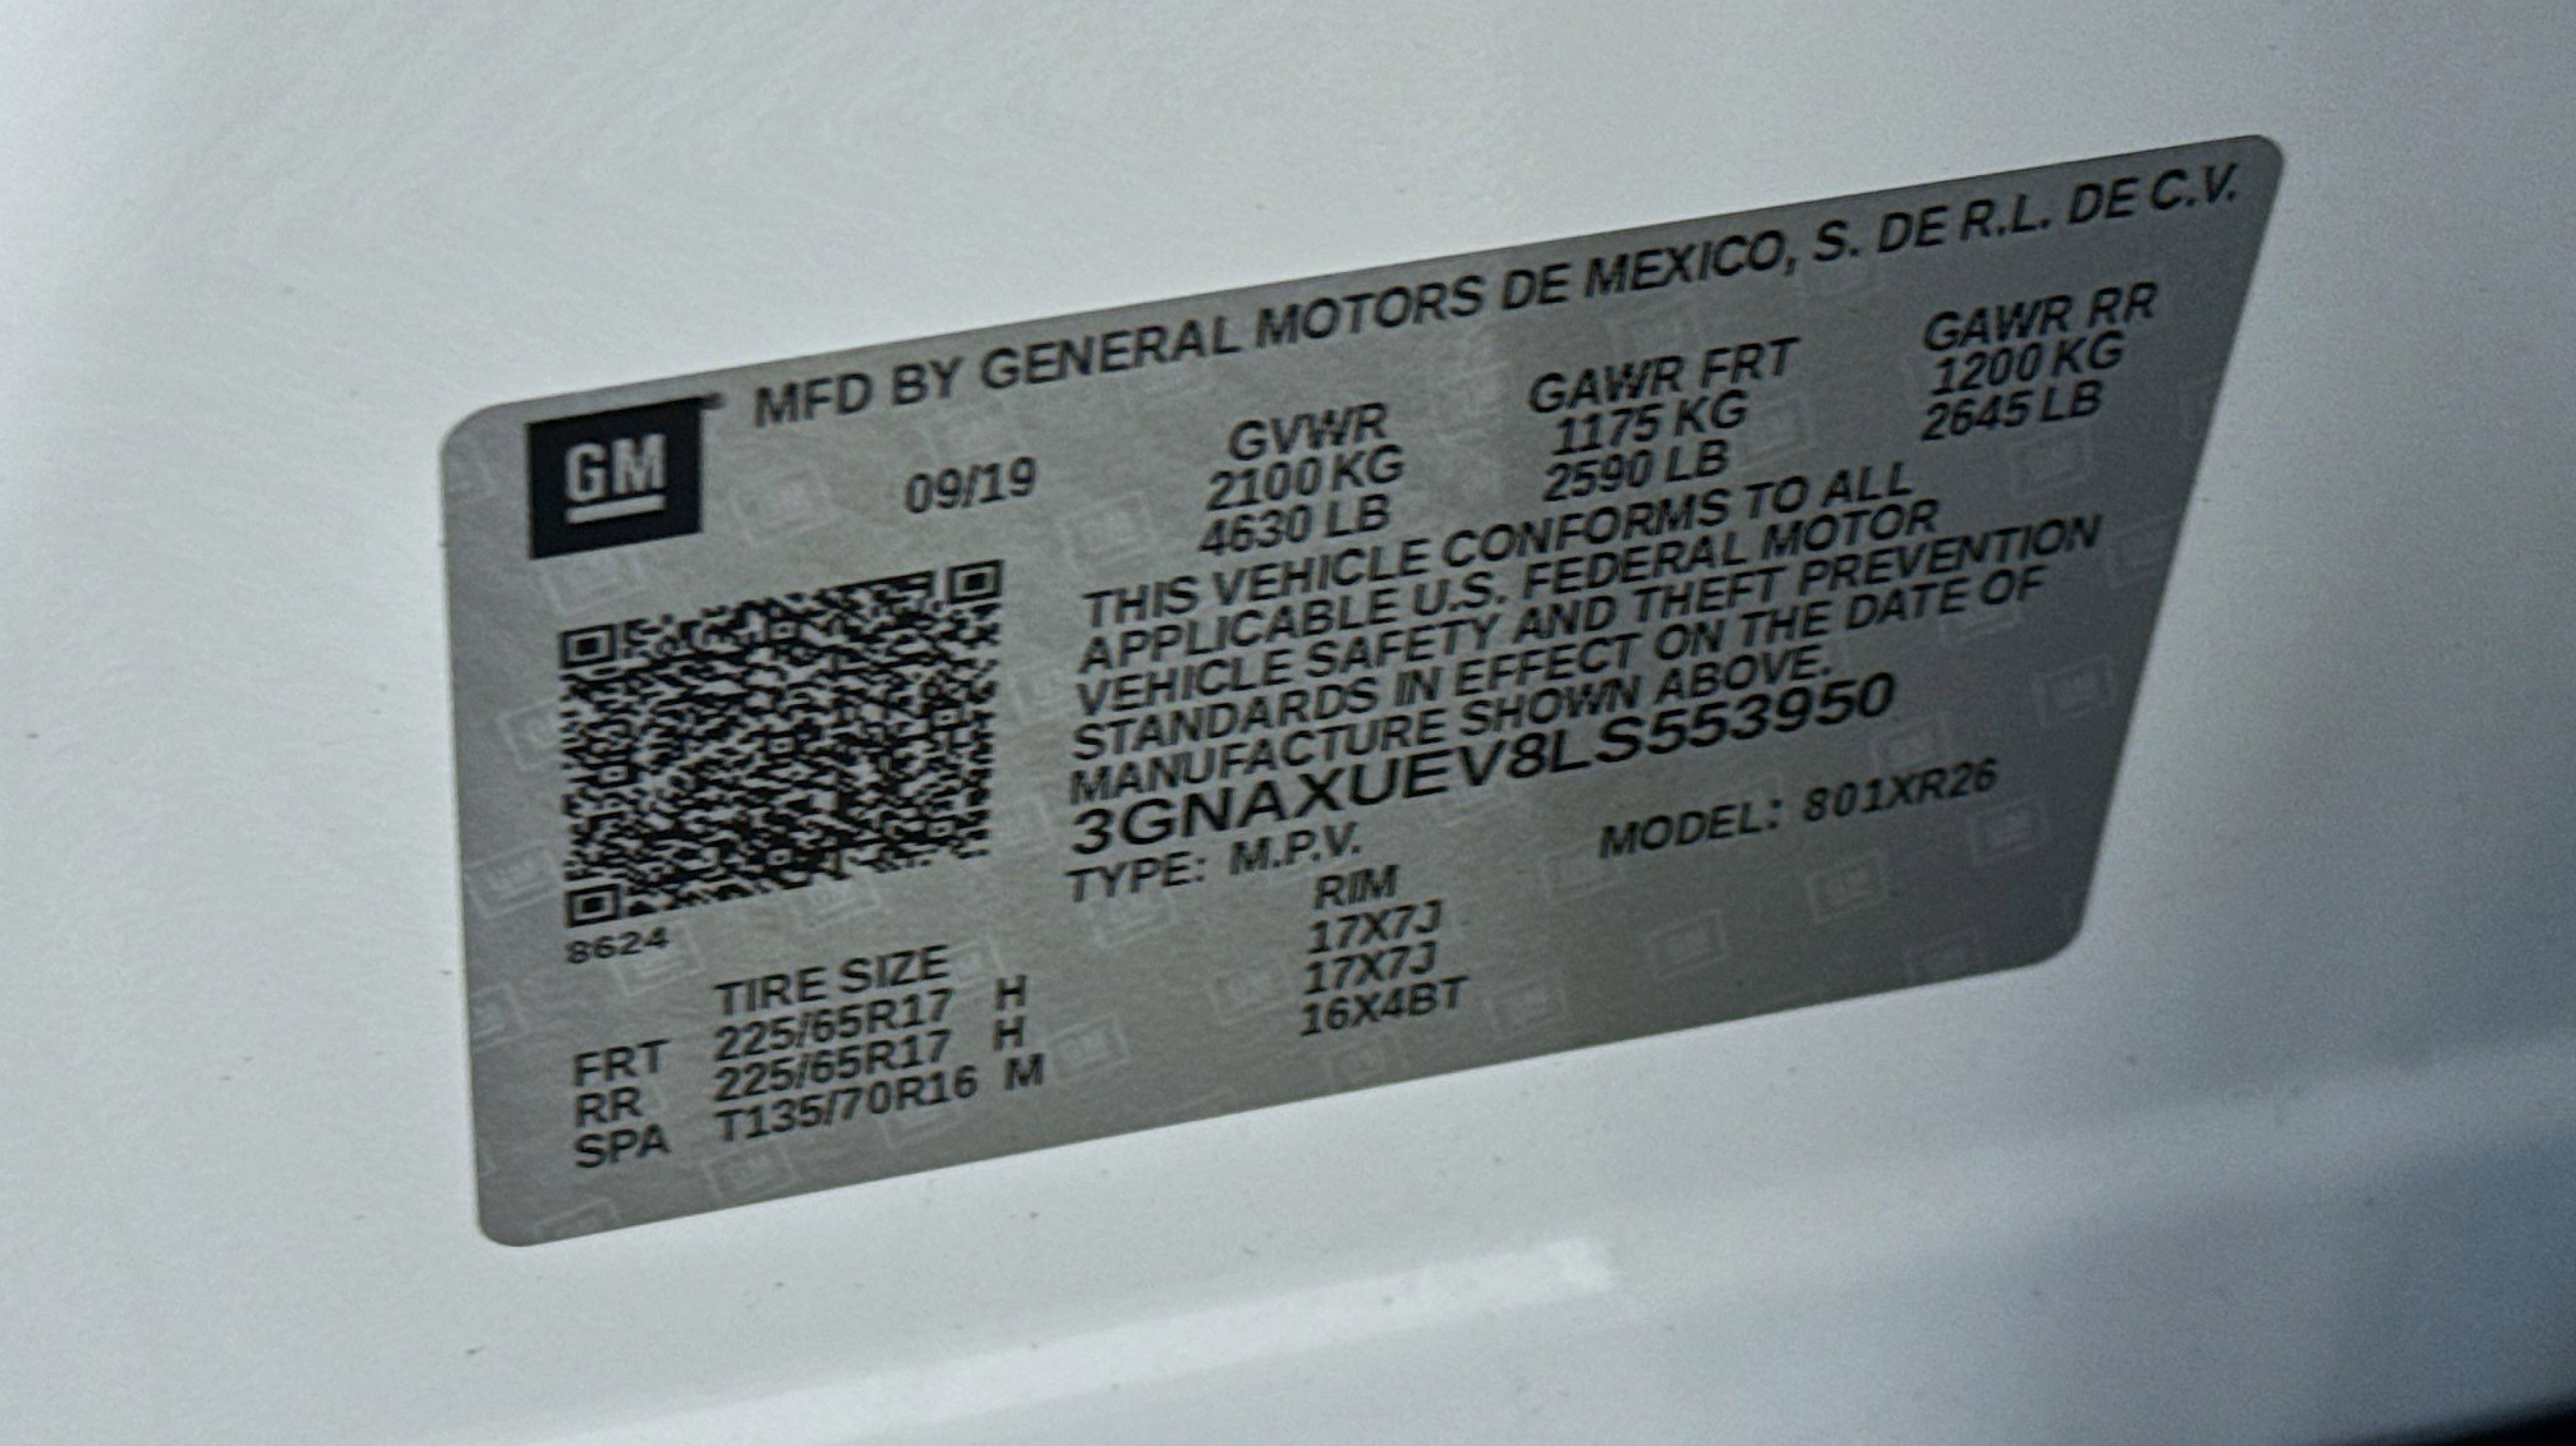 GM MFD BY GENERAL MOTORS DE MEXICO, S. DE R.L. DE C.V.
09/19
GVWR GAWR FRT GAWR RR
2100 KG 1175 KG 1200 KG
4630 LB 2590 LB 2645 LB
THIS VEHICLE CONFORMS TO ALL
APPLICABLE U.S. FEDERAL MOTOR
VEHICLE SAFETY AND THEFT PREVENTION
STANDARDS IN EFFECT ON THE DATE OF
MANUFACTURE SHOWN ABOVE.
3GNAXUEV8LS553950
TYPE: M.P.V. MODEL: 801XR26
8624
TIRE SIZE RIM
FRT 225/65R17 H 17X7J
RR 225/65R17 H 17X7J
SPA T135/70R16 M 16X4BT